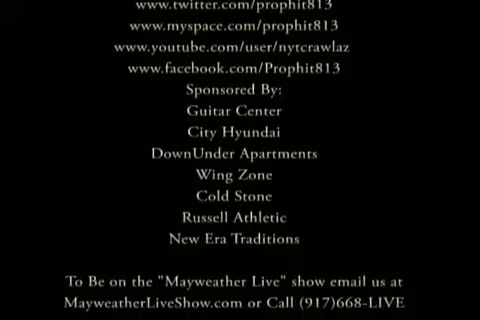 www.twitter.com/prophit813
www.myspace.com/prophit813
www.youtube.com/user/nytcrawlaz
www.facebook.com/Prophit813
Sponsored By:
Guitar Center
City Hyundai
DownUnder Apartments
Wing Zone
Cold Stone
Russell Athletic
New Era Traditions
To Be on the "Mayweather Live" show email us at
MayweatherLiveShow.com or Call (917)668-LIVE